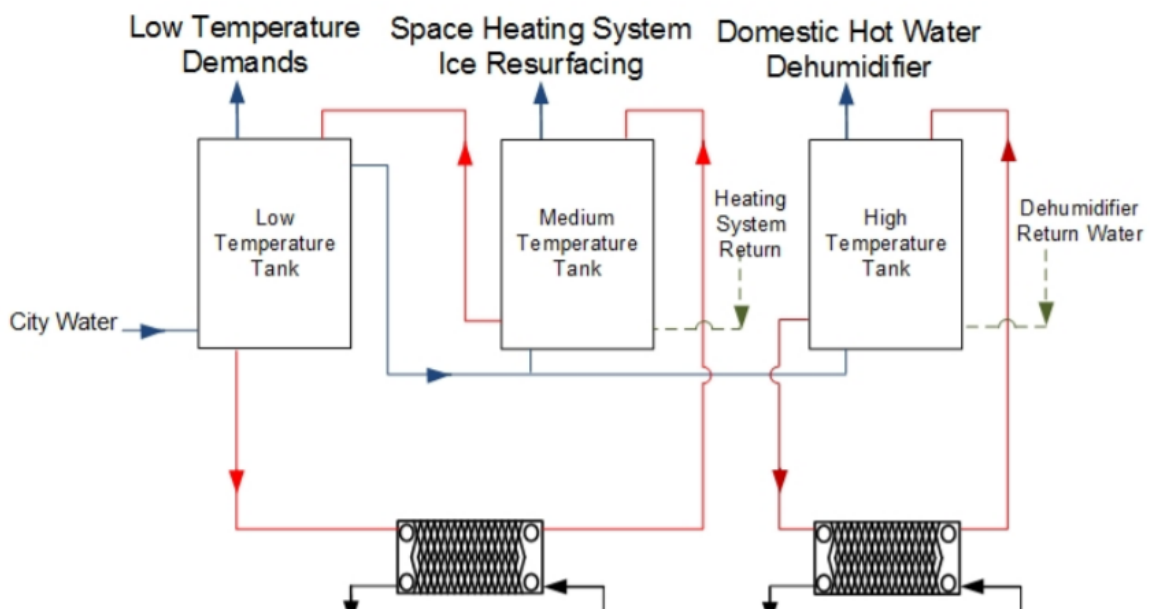 Low Temperature
Demands
Space Heating System
Ice Resurfacing
Domestic Hot Water
Dehumidifier
Low
Temperature
Tank
Medium
Temperature
Tank
Heating
System
Return
High
Temperature
Tank
Dehumidifier
Return Water
City Water